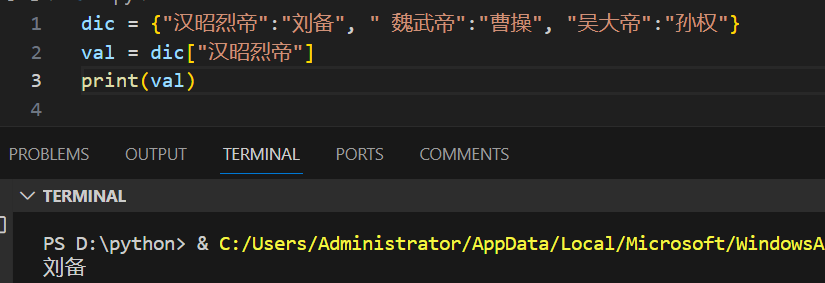 1 dic = {"汉昭烈帝":"刘备", " 魏武帝":"曹操", "吴大帝":"孙权"}
2 val = dic["汉昭烈帝"]
3 print(val)
4
PROBLEMS OUTPUT TERMINAL PORTS COMMENTS
TERMINAL
PS D:\python> & C:/Users/Administrator/AppData/Local/Microsoft/WindowsA
刘备